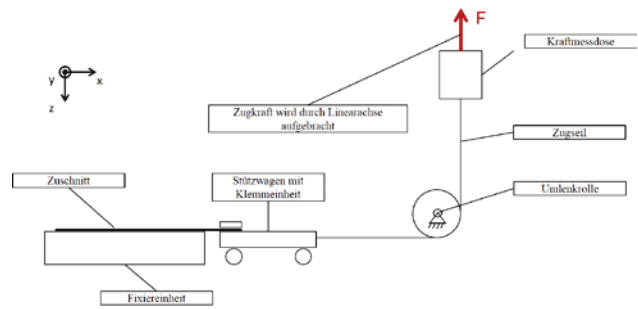 F
Kraftmessdose
y
x
z
Zugkraft wird durch Linearachse
aufgebracht
Zugseil
Zuschnitt
Stützwagen mit
Klemmeinheit
Umlenkrolle
Fixiereinheit